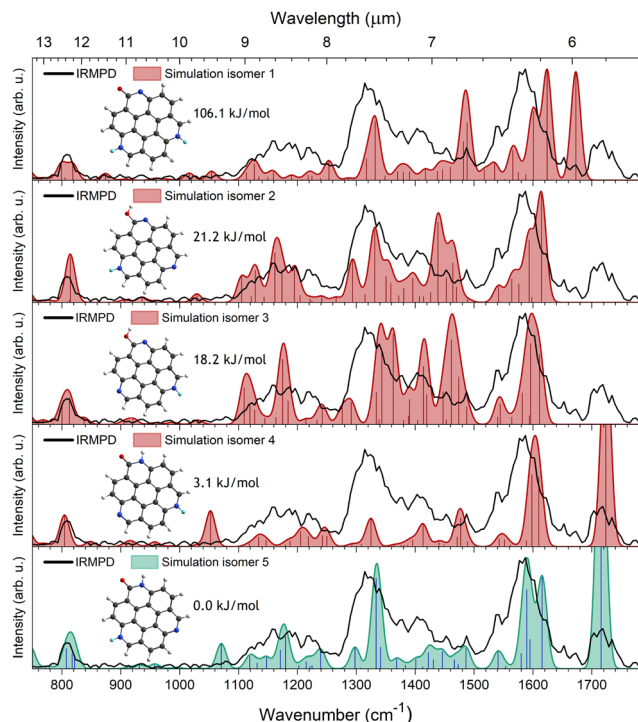 Wavelength (μm)
13 12 11 10 9 8 7 6
IRMPD Simulation isomer 1
106.1 kJ/mol
Intensity (arb. u.)
IRMPD Simulation isomer 2
21.2 kJ/mol
Intensity (arb. u.)
IRMPD Simulation isomer 3
18.2 kJ/mol
Intensity (arb. u.)
IRMPD Simulation isomer 4
3.1 kJ/mol
Intensity (arb. u.)
IRMPD Simulation isomer 5
0.0 kJ/mol
Intensity (arb. u.)
800 900 1000 1100 1200 1300 1400 1500 1600 1700
Wavenumber (cm⁻¹)